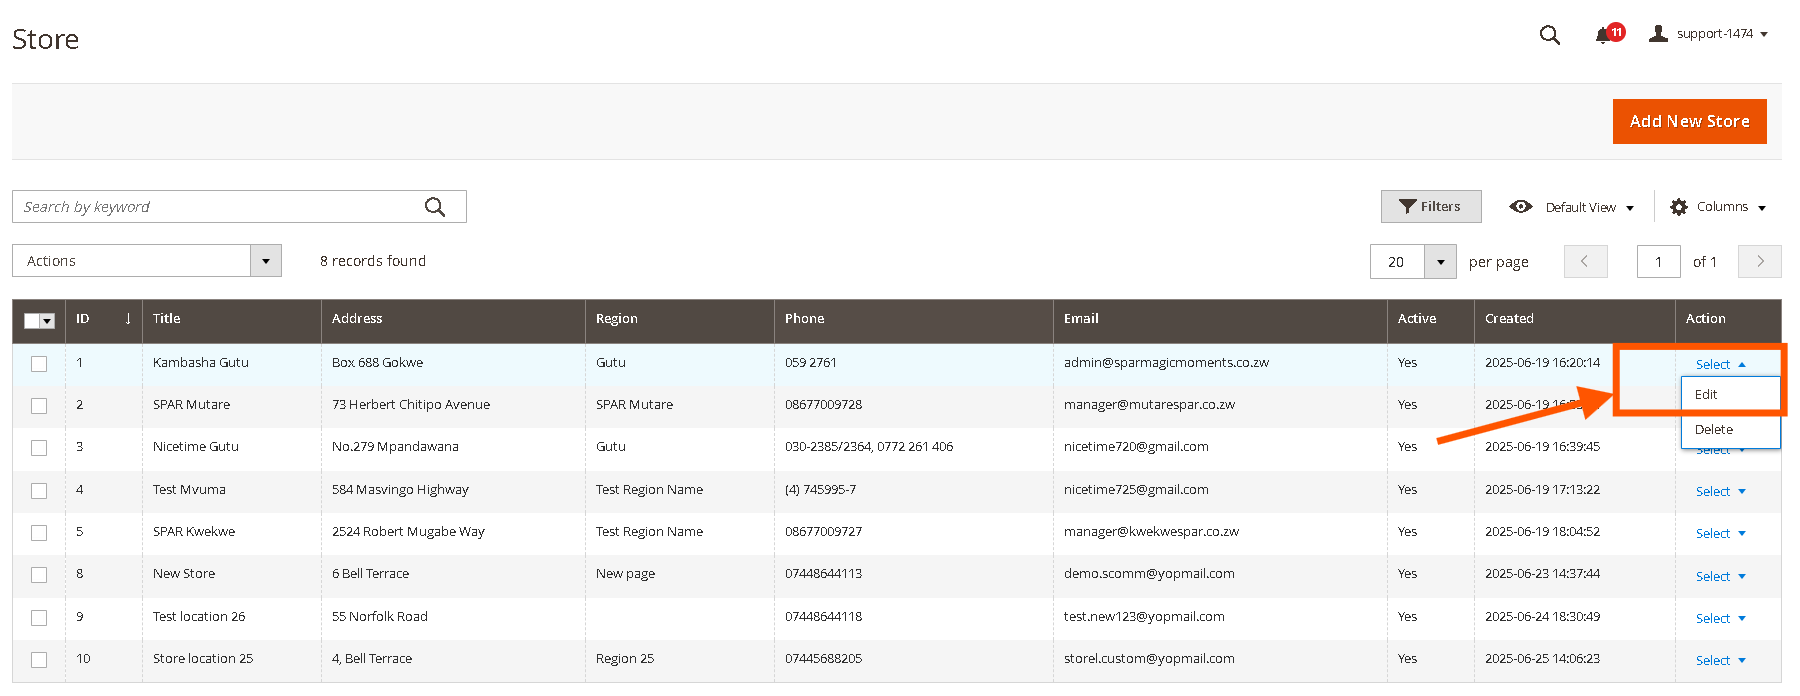 Store
11
support-1474
Add New Store
Search by keyword
Filters
Default View
Columns
Actions
8 records found
20
per page
1
of 1
ID ↓ Title Address Region Phone Email Active Created Action
1 Kambasha Gutu Box 688 Gokwe Gutu 059 2761 admin@sparmagicmoments.co.zw Yes 2025-06-19 16:20:14 Select
Edit
2 SPAR Mutare 73 Herbert Chitipo Avenue SPAR Mutare 08677009728 manager@mutarespar.co.zw Yes 2025-06-19
Delete
3 Nicetime Gutu No.279 Mpandawana Gutu 030-2385/2364, 0772 261 406 nicetime720@gmail.com Yes 2025-06-19 16:39:45 Select
4 Test Mvuma 584 Masvingo Highway Test Region Name (4) 745995-7 nicetime725@gmail.com Yes 2025-06-19 17:13:22 Select
5 SPAR Kwekwe 2524 Robert Mugabe Way Test Region Name 08677009727 manager@kwekwespar.co.zw Yes 2025-06-19 18:04:52 Select
8 New Store 6 Bell Terrace New page 07448644113 demo.scomm@yopmail.com Yes 2025-06-23 14:37:44 Select
9 Test location 26 55 Norfolk Road 07448644118 test.new123@yopmail.com Yes 2025-06-24 18:30:49 Select
10 Store location 25 4, Bell Terrace Region 25 07445688205 storel.custom@yopmail.com Yes 2025-06-25 14:06:23 Select